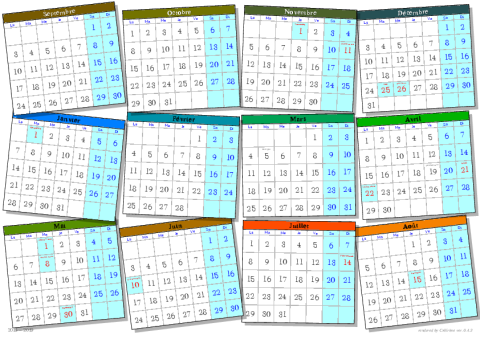 Septembre
Lu Ma Me Je Ve Sa Di
1 2
3 4 5 6 7 8 9
10 11 12 13 14 15 16
17 18 19 20 21 22 23
24 25 26 27 28 29 30
Octobre
Lu Ma Me Je Ve Sa Di
1 2 3 4 5 6 7
8 9 10 11 12 13 14
15 16 17 18 19 20 21
22 23 24 25 26 27 28
29 30 31
Novembre
Lu Ma Me Je Ve Sa Di
1 2 3 4
5 6 7 8 9 10 11
12 13 14 15 16 17 18
19 20 21 22 23 24 25
26 27 28 29 30
Décembre
Lu Ma Me Je Ve Sa Di
1 2
3 4 5 6 7 8 9
10 11 12 13 14 15 16
17 18 19 20 21 22 23
24 25 26 27 28 29 30
31
Janvier
Lu Ma Me Je Ve Sa Di
1 2 3 4 5 6
7 8 9 10 11 12 13
14 15 16 17 18 19 20
21 22 23 24 25 26 27
28 29 30 31
Février
Lu Ma Me Je Ve Sa Di
1 2 3
4 5 6 7 8 9 10
11 12 13 14 15 16 17
18 19 20 21 22 23 24
25 26 27 28
Mars
Lu Ma Me Je Ve Sa Di
1 2 3
4 5 6 7 8 9 10
11 12 13 14 15 16 17
18 19 20 21 22 23 24
25 26 27 28 29 30 31
Avril
Lu Ma Me Je Ve Sa Di
1 2 3 4 5 6 7
8 9 10 11 12 13 14
15 16 17 18 19 20 21
22 23 24 25 26 27 28
29 30
Mai
Lu Ma Me Je Ve Sa Di
1 2 3 4 5
6 7 8 9 10 11 12
13 14 15 16 17 18 19
20 21 22 23 24 25 26
27 28 29 30 31
Juin
Lu Ma Me Je Ve Sa Di
1 2
3 4 5 6 7 8 9
10 11 12 13 14 15 16
17 18 19 20 21 22 23
24 25 26 27 28 29 30
Juillet
Lu Ma Me Je Ve Sa Di
1 2 3 4 5 6 7
8 9 10 11 12 13 14
15 16 17 18 19 20 21
22 23 24 25 26 27 28
29 30 31
Août
Lu Ma Me Je Ve Sa Di
1 2 3 4
5 6 7 8 9 10 11
12 13 14 15 16 17 18
19 20 21 22 23 24 25
26 27 28 29 30 31